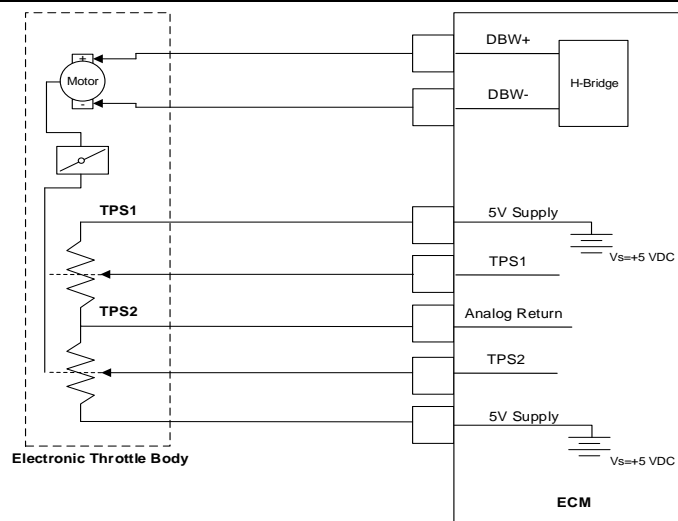 DBW+
+
Motor
H-Bridge
-
DBW-
TPS1
5V Supply
Vs=+5 VDC
TPS1
TPS2
Analog Return
TPS2
5V Supply
Electronic Throttle Body
Vs=+5 VDC
ECM